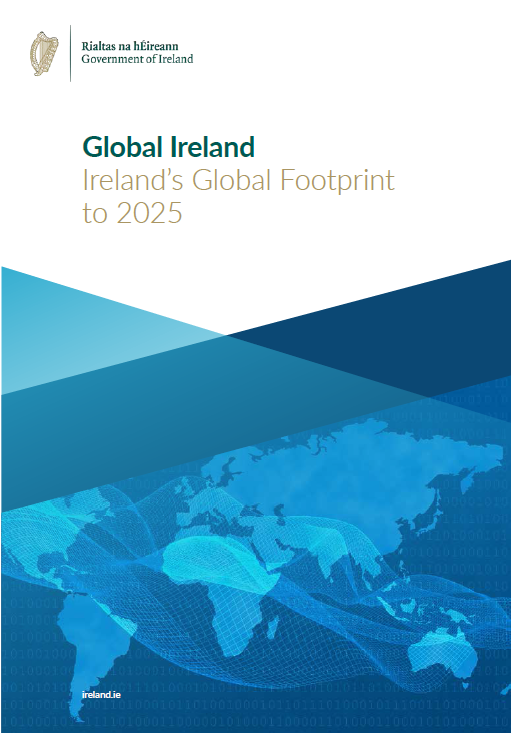 Rialtas na hÉireann
Government of Ireland
Global Ireland
Ireland's Global Footprint
to 2025
ireland.ie